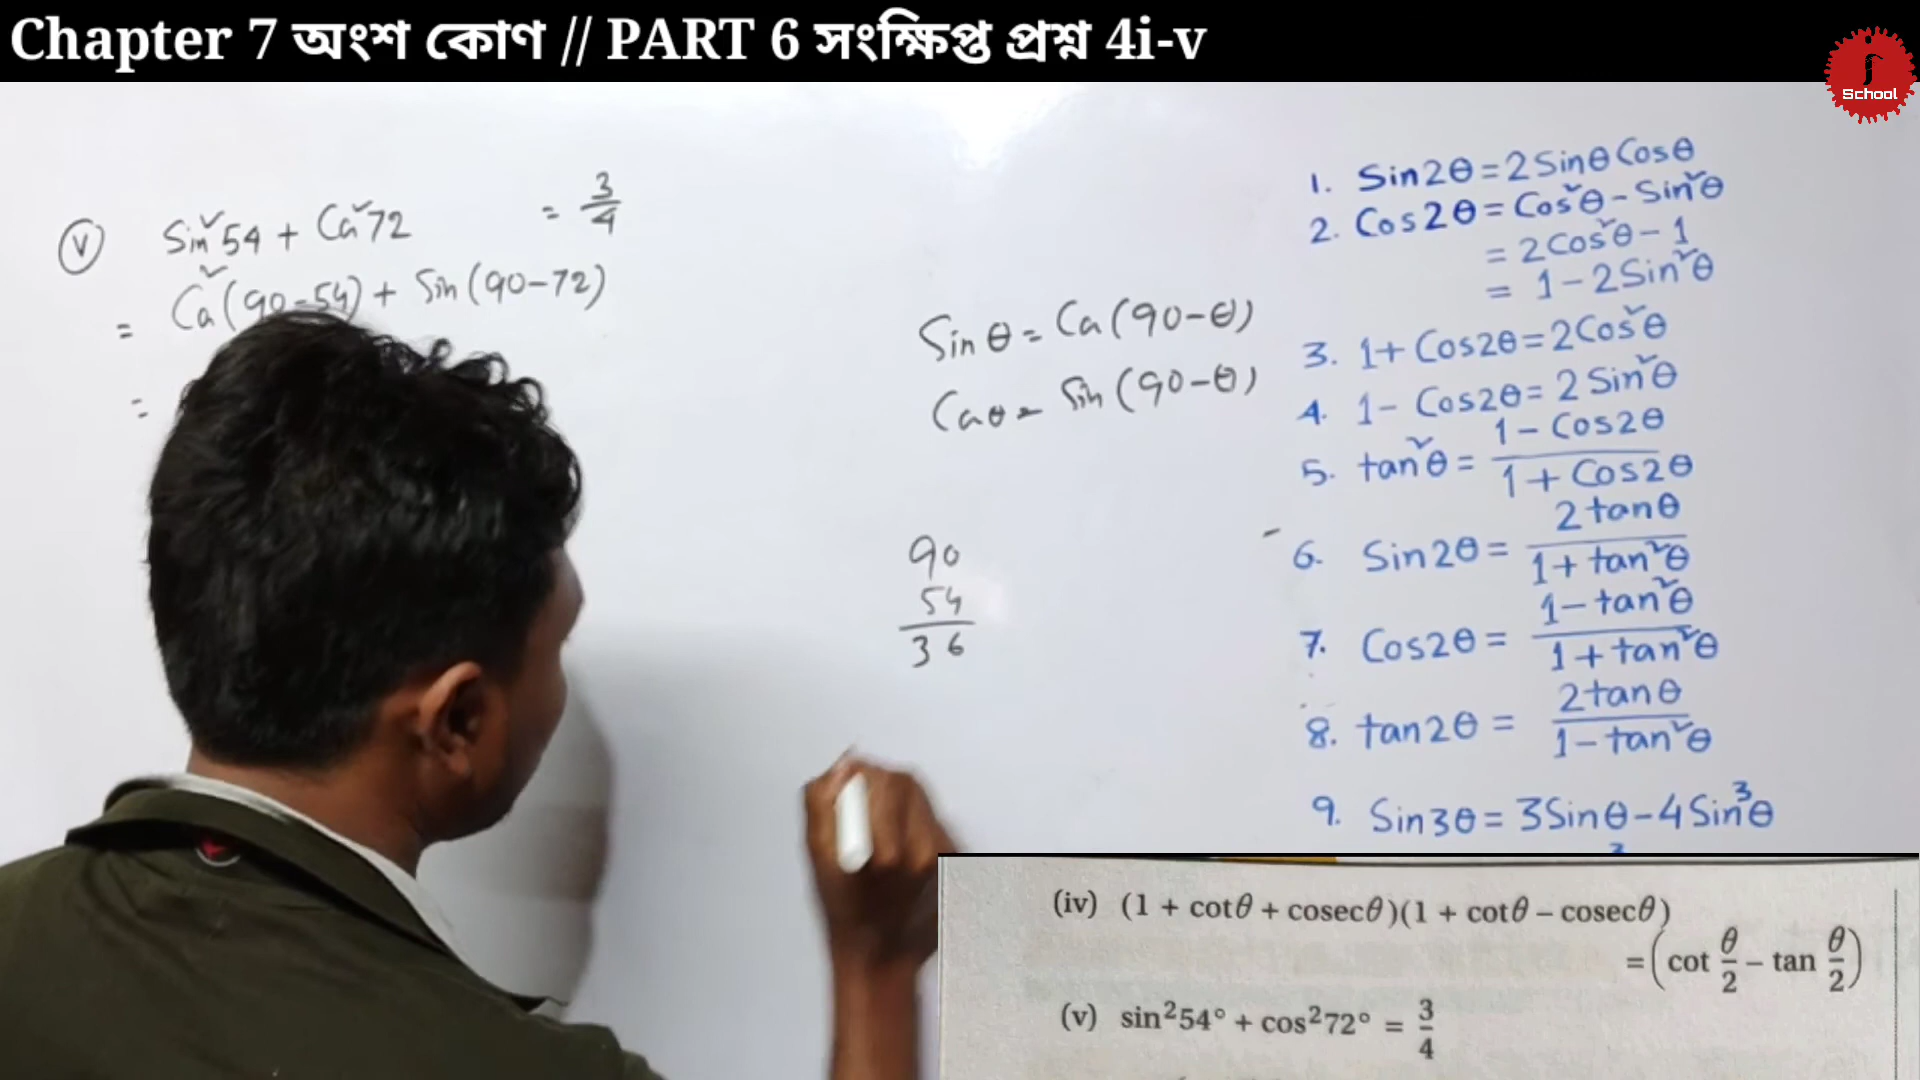 Chapter 7 অংশ কোণ // PART 6 সংক্ষিপ্ত প্রশ্ন 4i-v
School
(v) Sin²54 + Cos²72 = 3/4
= Cos²(90-54) + Sin(90-72)
=
Sinθ = Cos(90-θ)
Cosθ = Sin(90-θ)
90
54
36
1. Sin2θ = 2SinθCosθ
2. Cos2θ = Cos²θ - Sin²θ
= 2Cos²θ - 1
= 1 - 2Sin²θ
3. 1 + Cos2θ = 2Cos²θ
4. 1 - Cos2θ = 2Sin²θ
5. tan²θ = (1 - Cos2θ)/(1 + Cos2θ)
6. Sin2θ = 2tanθ/(1 + tan²θ)
7. Cos2θ = (1 - tan²θ)/(1 + tan²θ)
8. tan2θ = 2tanθ/(1 - tan²θ)
9. Sin3θ = 3Sinθ - 4Sin³θ
(iv) (1 + cotθ + cosecθ)(1 + cotθ – cosecθ)
= (cot θ/2 – tan θ/2)
(v) sin²54° + cos²72° = 3/4